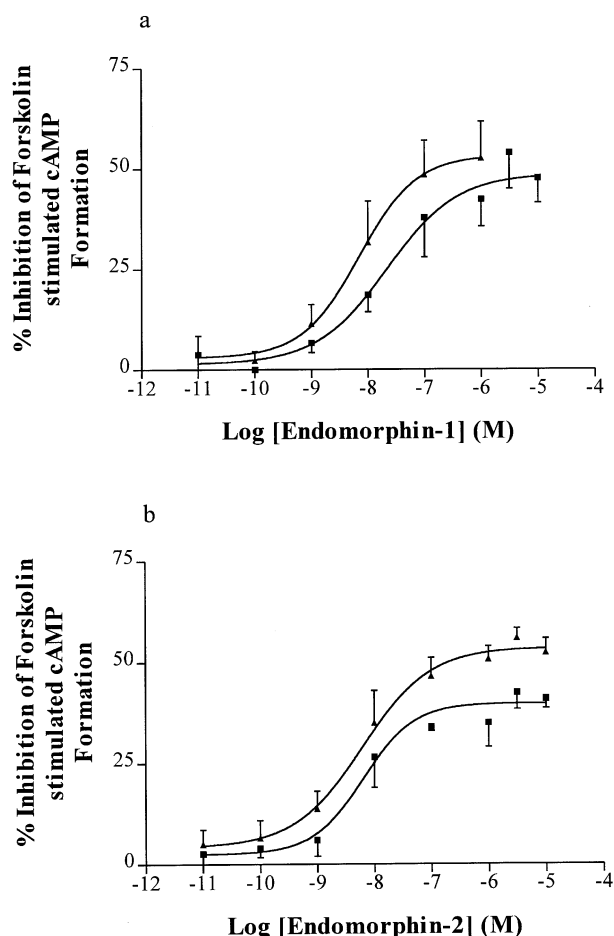 a
% Inhibition of Forskolin
stimulated cAMP
Formation
75
50
25
0
-12 -11 -10 -9 -8 -7 -6 -5 -4
Log [Endomorphin-1] (M)
b
% Inhibition of Forskolin
stimulated cAMP
Formation
75
50
25
0
-12 -11 -10 -9 -8 -7 -6 -5 -4
Log [Endomorphin-2] (M)